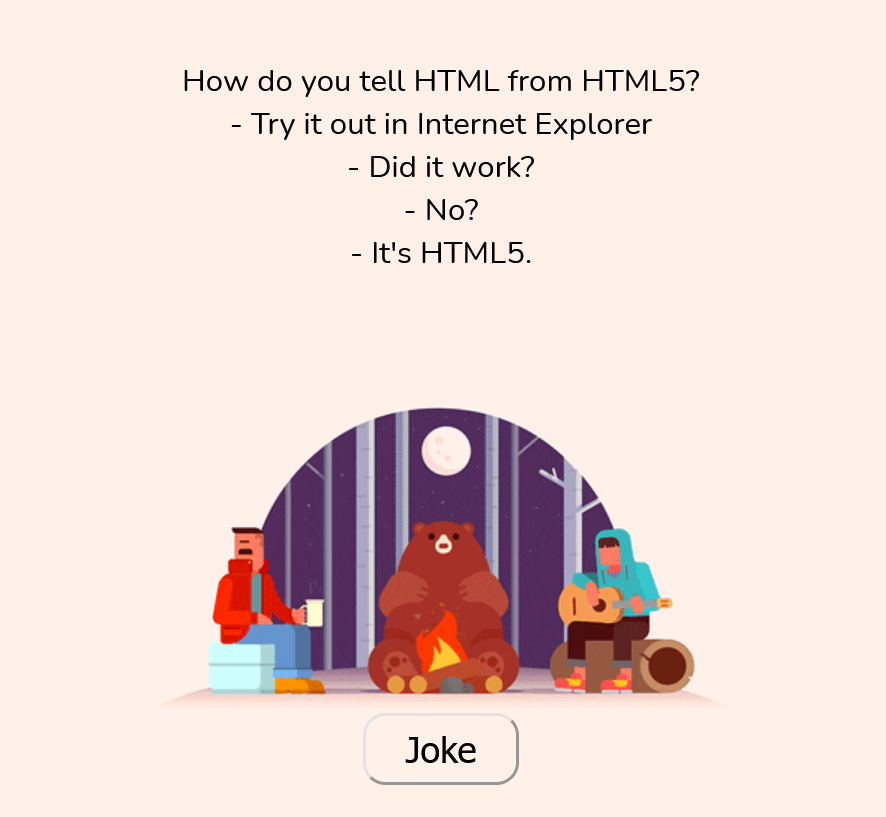 How do you tell HTML from HTML5?
- Try it out in Internet Explorer
- Did it work?
- No?
- It's HTML5.
Joke